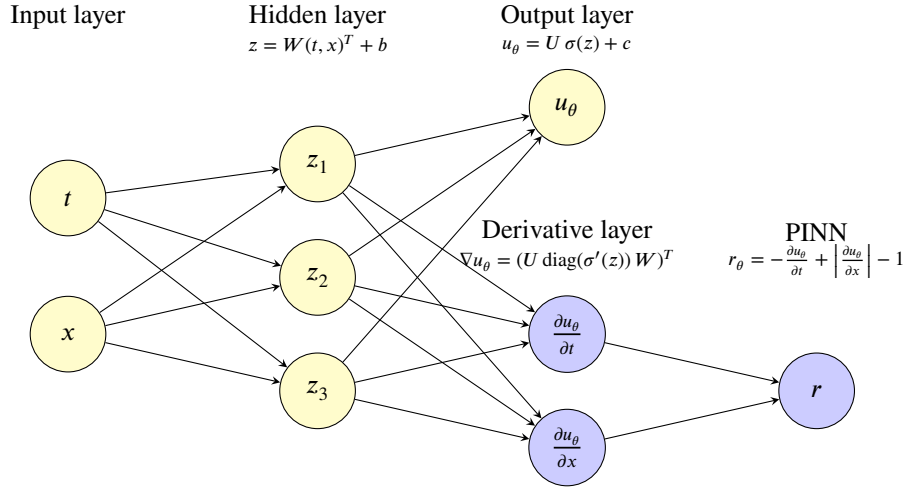 Input layer
Hidden layer
z = W(t, x)^T + b
Output layer
u_θ = U σ(z) + c
u_θ
z_1
t
Derivative layer
∇u_θ = (U diag(σ′(z)) W)^T
PINN
r_θ = −∂u_θ/∂t + |∂u_θ/∂x| − 1
z_2
x
∂u_θ/∂t
z_3
r
∂u_θ/∂x